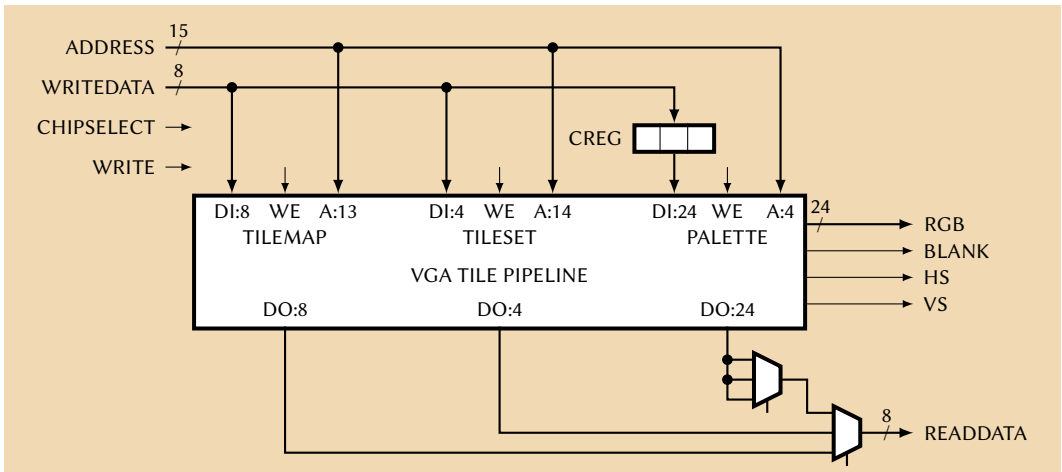 15
ADDRESS
8
WRITEDATA
CHIPSELECT
CREG
WRITE
DI:8 WE A:13 DI:4 WE A:14 DI:24 WE A:4
24
RGB
TILEMAP TILESET PALETTE
BLANK
VGA TILE PIPELINE
HS
VS
DO:8 DO:4 DO:24
8
READDATA